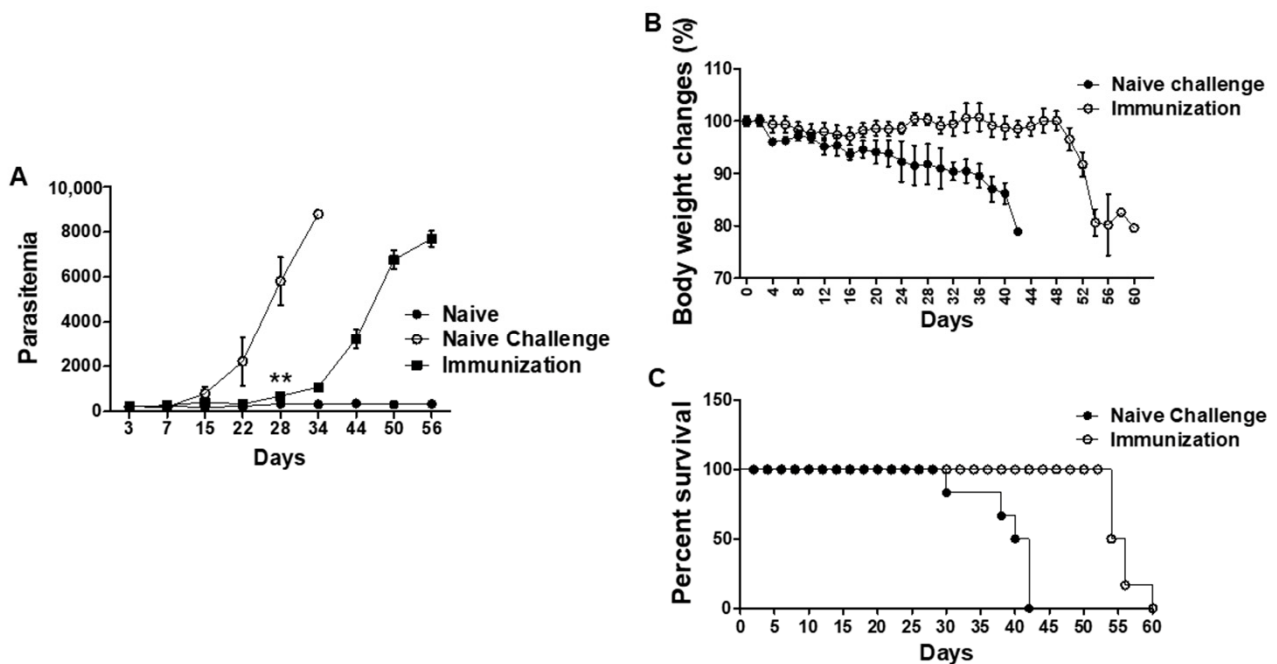 A
Parasitemia
10,000
8000
6000
4000
2000
0
**
3 7 15 22 28 34 44 50 56
Days
Naive
Naive Challenge
Immunization
B
Body weight changes (%)
110
100
90
80
70
0 4 8 12 16 20 24 28 32 36 40 44 48 52 56 60
Days
Naive challenge
Immunization
C
Percent survival
150
100
50
0
0 5 10 15 20 25 30 35 40 45 50 55 60
Days
Naive Challenge
Immunization